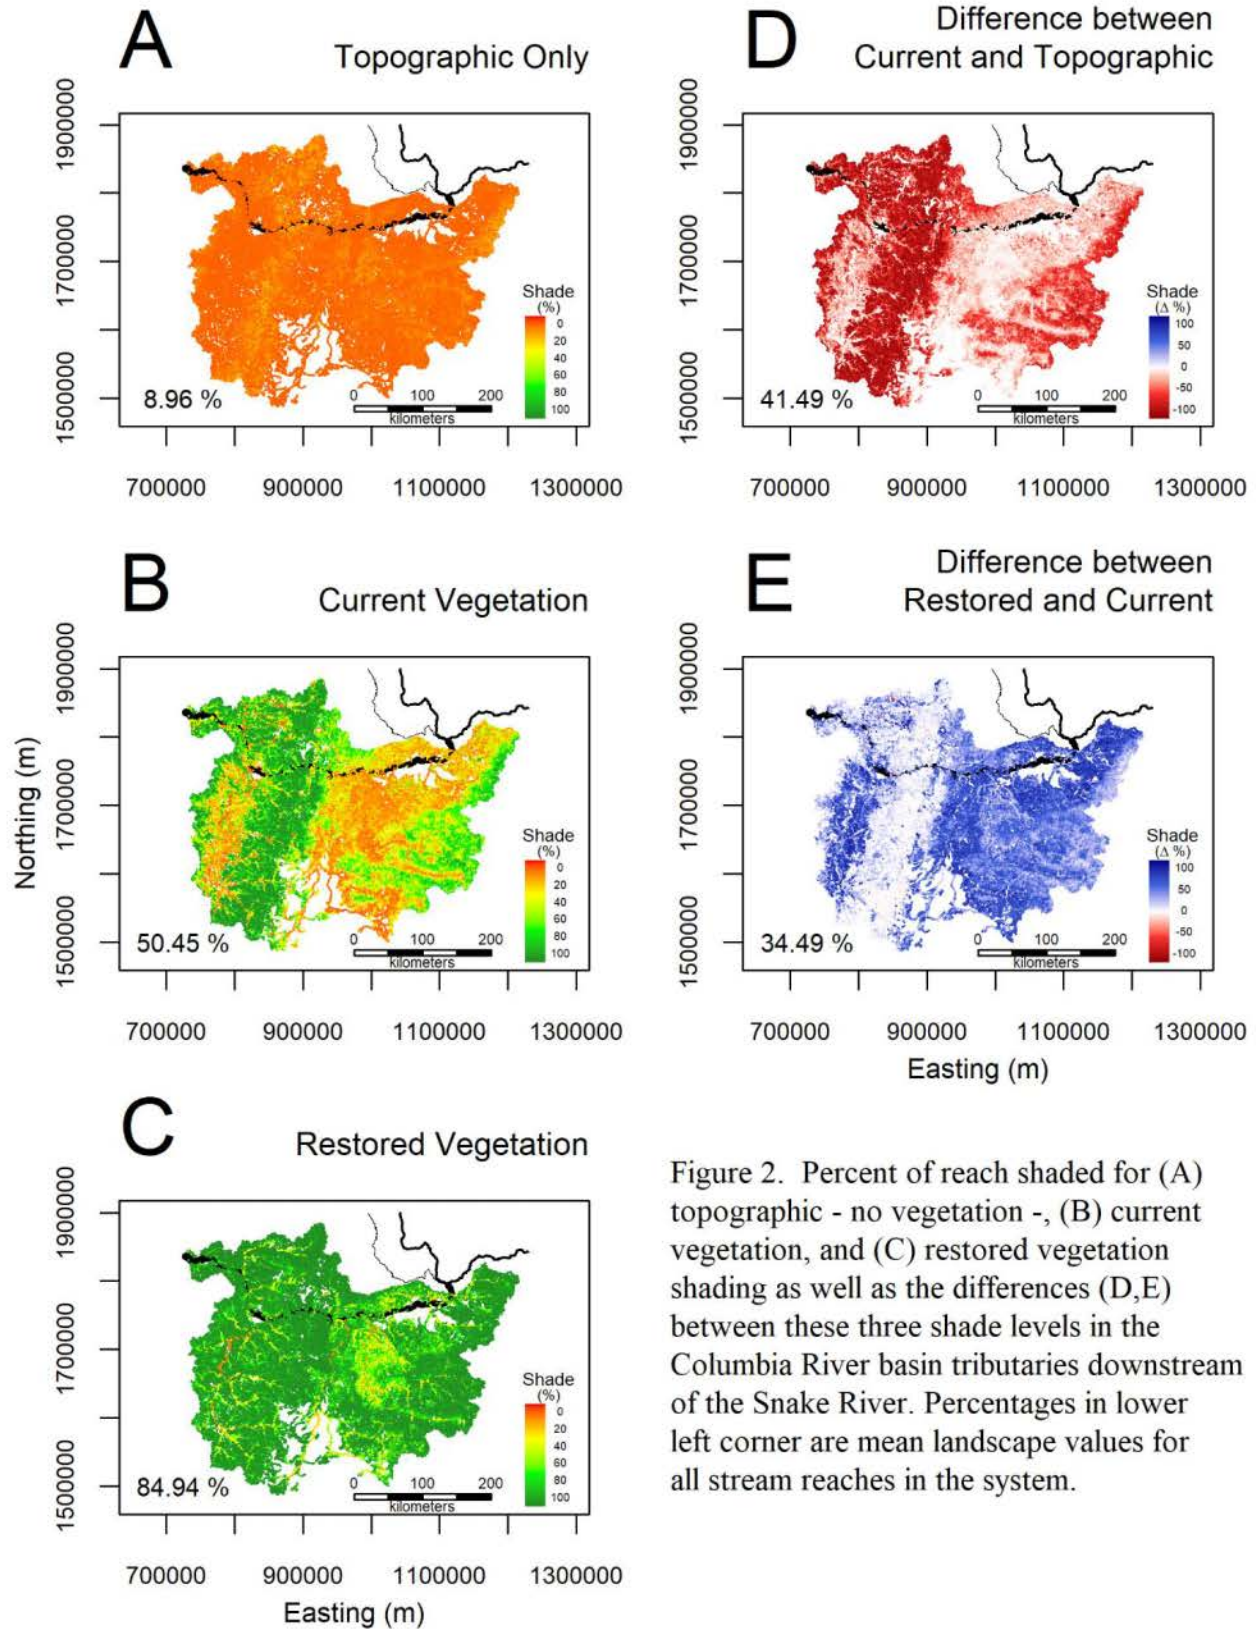 A
Topographic Only
1900000
1700000
1500000
Shade
(%)
0
20
40
60
80
100
8.96 %
0 100 200
kilometers
700000 900000 1100000 1300000
D
Difference between
Current and Topographic
1900000
1700000
1500000
Shade
(Δ %)
100
50
0
-50
-100
41.49 %
0 100 200
kilometers
700000 900000 1100000 1300000
B
Current Vegetation
Northing (m)
1900000
1700000
1500000
Shade
(%)
0
20
40
60
80
100
50.45 %
0 100 200
kilometers
700000 900000 1100000 1300000
E
Difference between
Restored and Current
1900000
1700000
1500000
Shade
(Δ %)
100
50
0
-50
-100
34.49 %
0 100 200
kilometers
700000 900000 1100000 1300000
Easting (m)
C
Restored Vegetation
1900000
1700000
1500000
Shade
(%)
0
20
40
60
80
100
84.94 %
0 100 200
kilometers
700000 900000 1100000 1300000
Easting (m)
Figure 2. Percent of reach shaded for (A)
topographic - no vegetation -, (B) current
vegetation, and (C) restored vegetation
shading as well as the differences (D,E)
between these three shade levels in the
Columbia River basin tributaries downstream
of the Snake River. Percentages in lower
left corner are mean landscape values for
all stream reaches in the system.